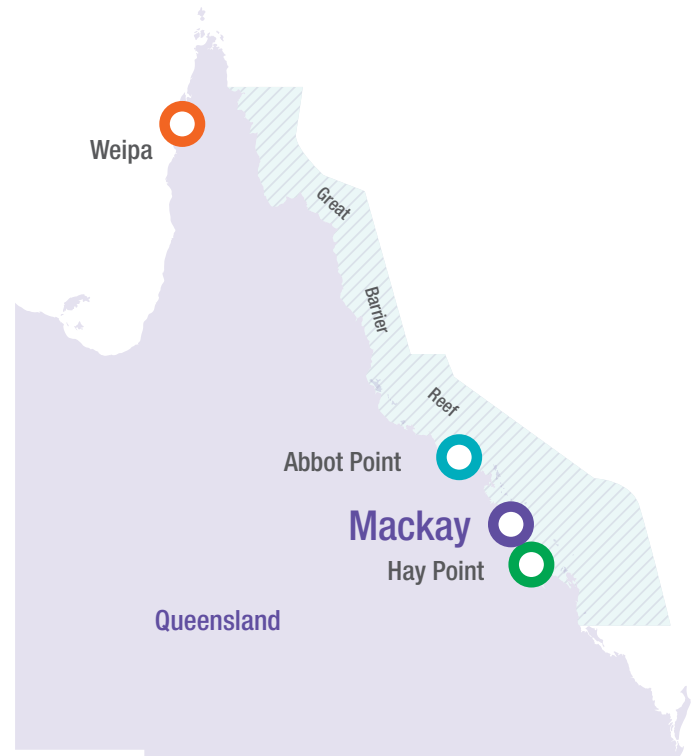 Weipa
Great
Barrier
Reef
Abbot Point
Mackay
Hay Point
Queensland